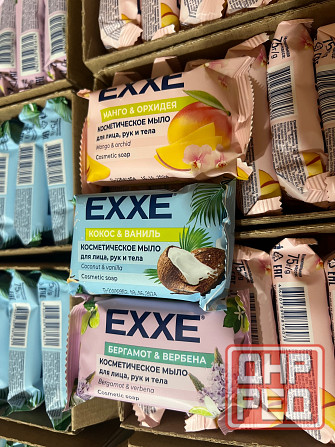 EXXE
МАНГО & ОРХИДЕЯ
КОСМЕТИЧЕСКОЕ МЫЛО
для лица, рук и тела
Mango & orchid
Cosmetic soap
EXXE
КОКОС & ВАНИЛЬ
КОСМЕТИЧЕСКОЕ МЫЛО
для лица, рук и тела
Coconut & vanilla
Cosmetic soap
EXXE
БЕРГАМОТ & ВЕРБЕНА
КОСМЕТИЧЕСКОЕ МЫЛО
для лица, рук и тела
Bergamot & verbena
Cosmetic soap
ДНР
РЕО